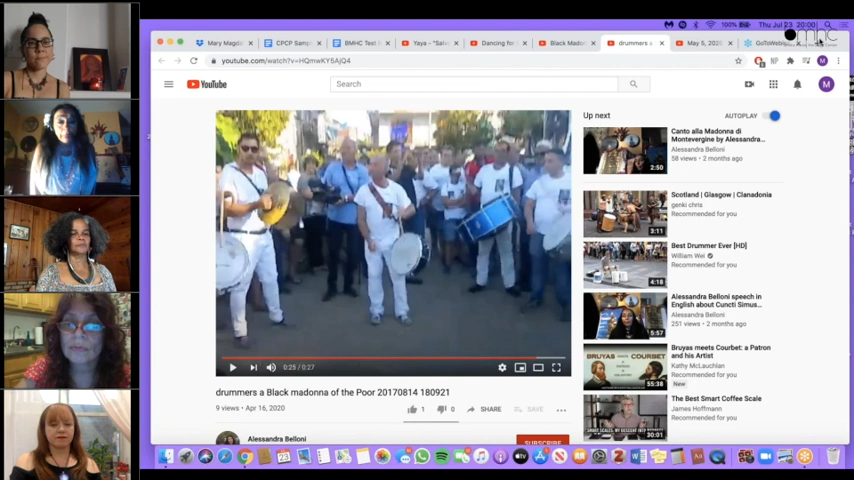 100% Thu Jul 23 20:00
Mary Magd
CPCP Samp
BMHC Test
Yaya - "Salv
Dancing for
Black Madon
drummers a
May 5, 2020
GoToWebin
youtube.com/watch?v=HQmwKY5AjQ4
NP
M
YouTube
Search
M
Up next
AUTOPLAY
Canto alla Madonna di
Montevergine by Alessandra...
Alessandra Belloni
58 views • 2 months ago
2:50
Scotland | Glasgow | Clanadonia
genki chris
Recommended for you
3:11
Best Drummer Ever [HD]
William Wei
Recommended for you
4:18
Alessandra Belloni speech in
English about Cuncti Simus...
Alessandra Belloni
251 views • 2 months ago
5:57
Bruyas meets Courbet: a Patron
and his Artist
Kathy McLauchlan
Recommended for you
New
BRUYAS COURBET
55:38
The Best Smart Coffee Scale
James Hoffmann
Recommended for you
30:01
0:25 / 0:27
drummers a Black madonna of the Poor 20170814 180921
9 views • Apr 16, 2020
1
0
SHARE
SAVE
Alessandra Belloni
SUBSCRIBE